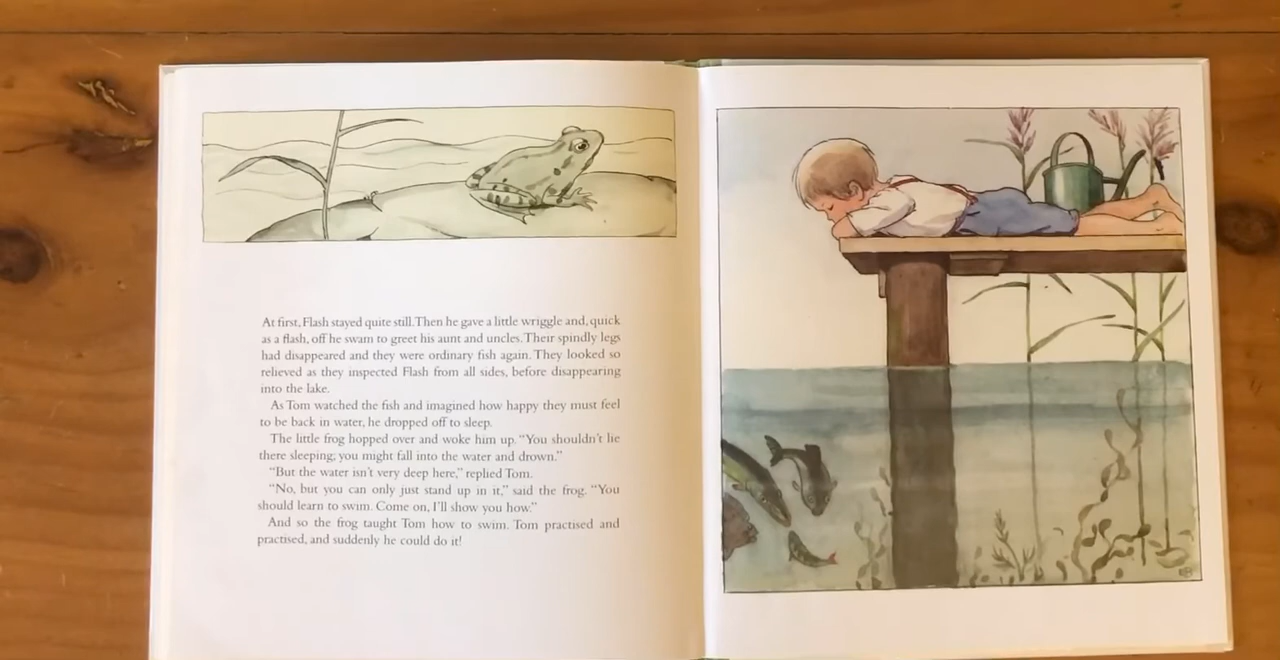 At first, Flash stayed quite still. Then he gave a little wriggle and, quick
as a flash, off he swam to greet his aunt and uncles. Their spindly legs
had disappeared and they were ordinary fish again. They looked so
relieved as they inspected Flash from all sides, before disappearing
into the lake.
As Tom watched the fish and imagined how happy they must feel
to be back in water, he dropped off to sleep.
The little frog hopped over and woke him up. “You shouldn’t lie
there sleeping; you might fall into the water and drown.”
“But the water isn’t very deep here,” replied Tom.
“No, but you can only just stand up in it,” said the frog. “You
should learn to swim. Come on, I’ll show you how.”
And so the frog taught Tom how to swim. Tom practised and
practised, and suddenly he could do it!